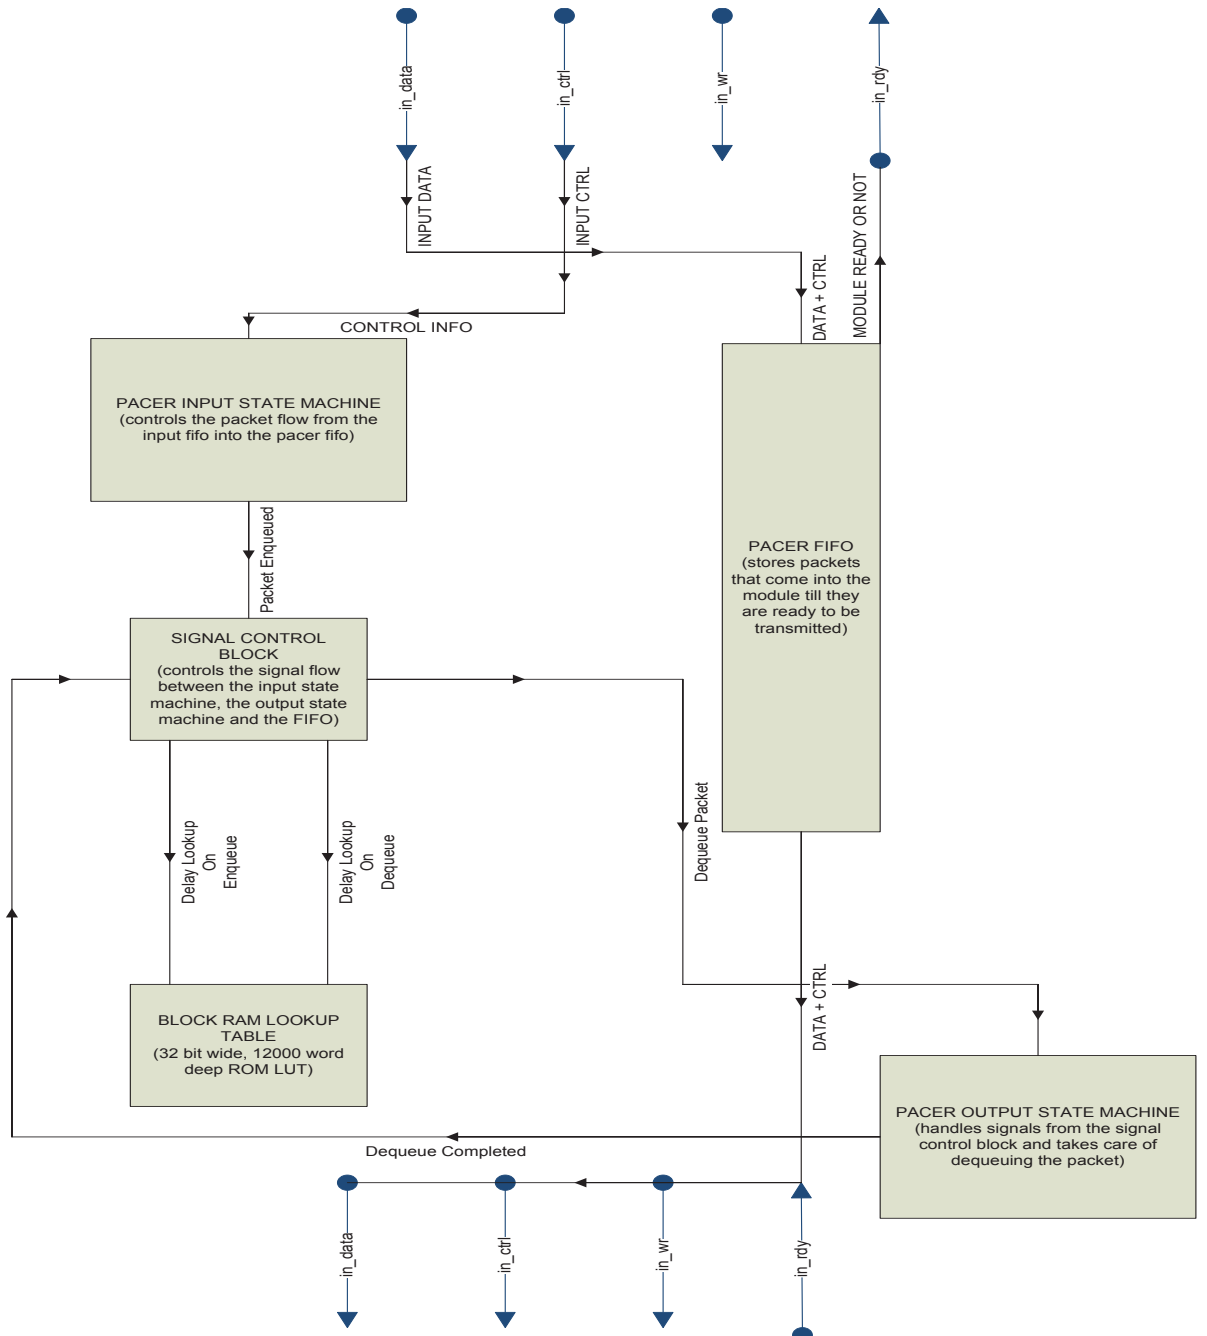 in_data
in_ctrl
in_wr
in_rdy
INPUT DATA
INPUT CTRL
DATA + CTRL
MODULE READY OR NOT
CONTROL INFO
PACER INPUT STATE MACHINE
(controls the packet flow from the
input fifo into the pacer fifo)
Packet Enqueued
PACER FIFO
(stores packets
that come into the
module till they
are ready to be
transmitted)
SIGNAL CONTROL
BLOCK
(controls the signal flow
between the input state
machine, the output state
machine and the FIFO)
Delay Lookup
On
Enqueue
Delay Lookup
On
Dequeue
Dequeue Packet
DATA + CTRL
BLOCK RAM LOOKUP
TABLE
(32 bit wide, 12000 word
deep ROM LUT)
PACER OUTPUT STATE MACHINE
(handles signals from the signal
control block and takes care of
dequeuing the packet)
Dequeue Completed
in_data
in_ctrl
in_wr
in_rdy